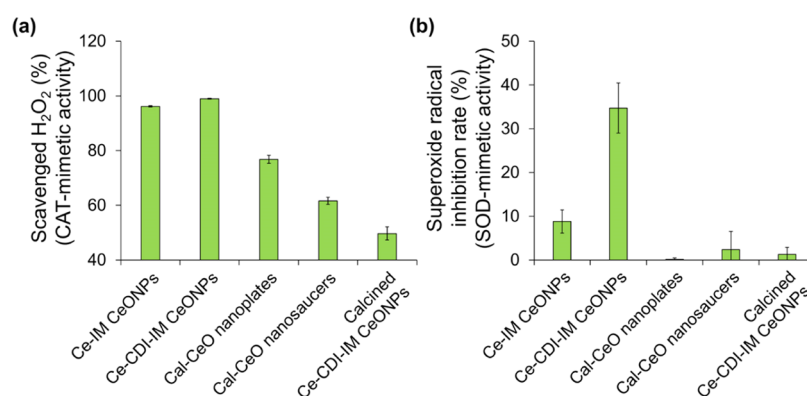 (a)
Scavenged H₂O₂ (%)
(CAT-mimetic activity)
120
100
80
60
40
Ce-IM CeONPs
Ce-CDI-IM CeONPs
Cal-CeO nanoplates
Cal-CeO nanosaucers
Calcined
Ce-CDI-IM CeONPs
(b)
Superoxide radical
inhibition rate (%)
(SOD-mimetic activity)
50
40
30
20
10
0
Ce-IM CeONPs
Ce-CDI-IM CeONPs
Cal-CeO nanoplates
Cal-CeO nanosaucers
Calcined
Ce-CDI-IM CeONPs